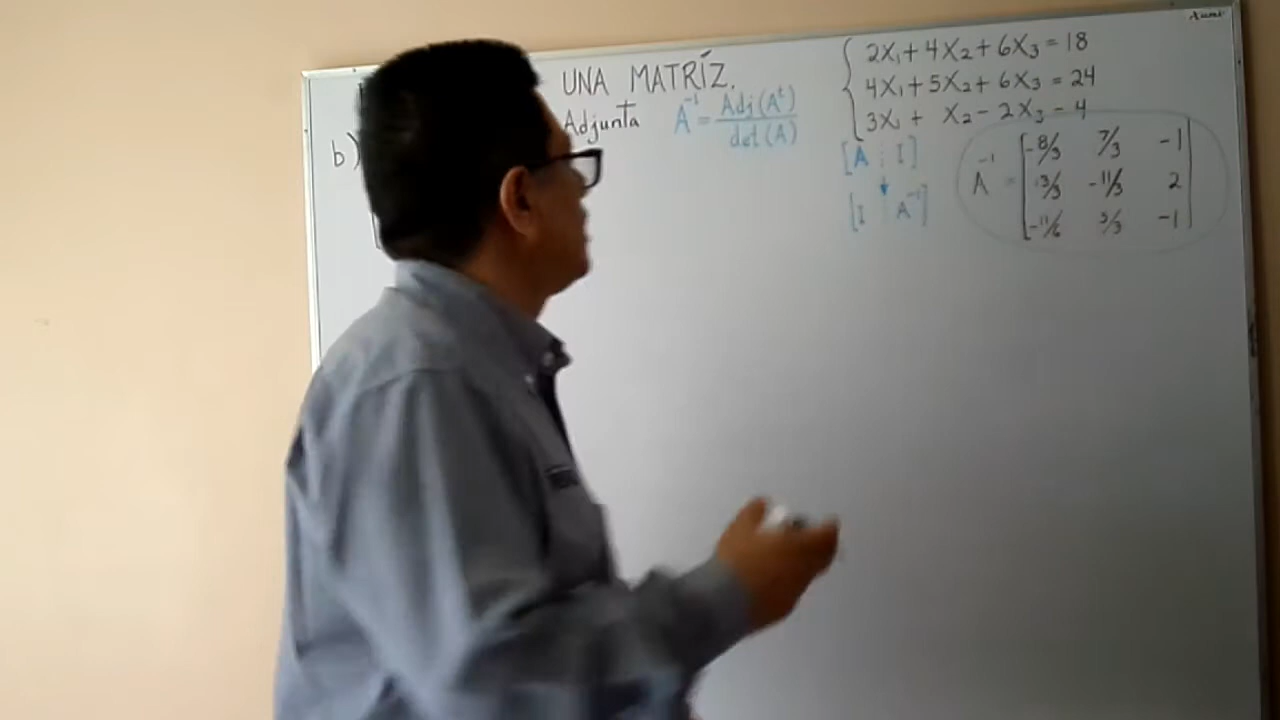 UNA MATRÍZ.
Adjunta A⁻¹ = Adj(Aᵗ) / det(A)
b)
2X₁ + 4X₂ + 6X₃ = 18
4X₁ + 5X₂ + 6X₃ = 24
3X₁ + X₂ - 2X₃ - 4
[A ⋮ I]
[I A⁻¹]
A⁻¹ =
-8/3 7/3 -1
13/3 -11/3 2
-11/6 5/3 -1